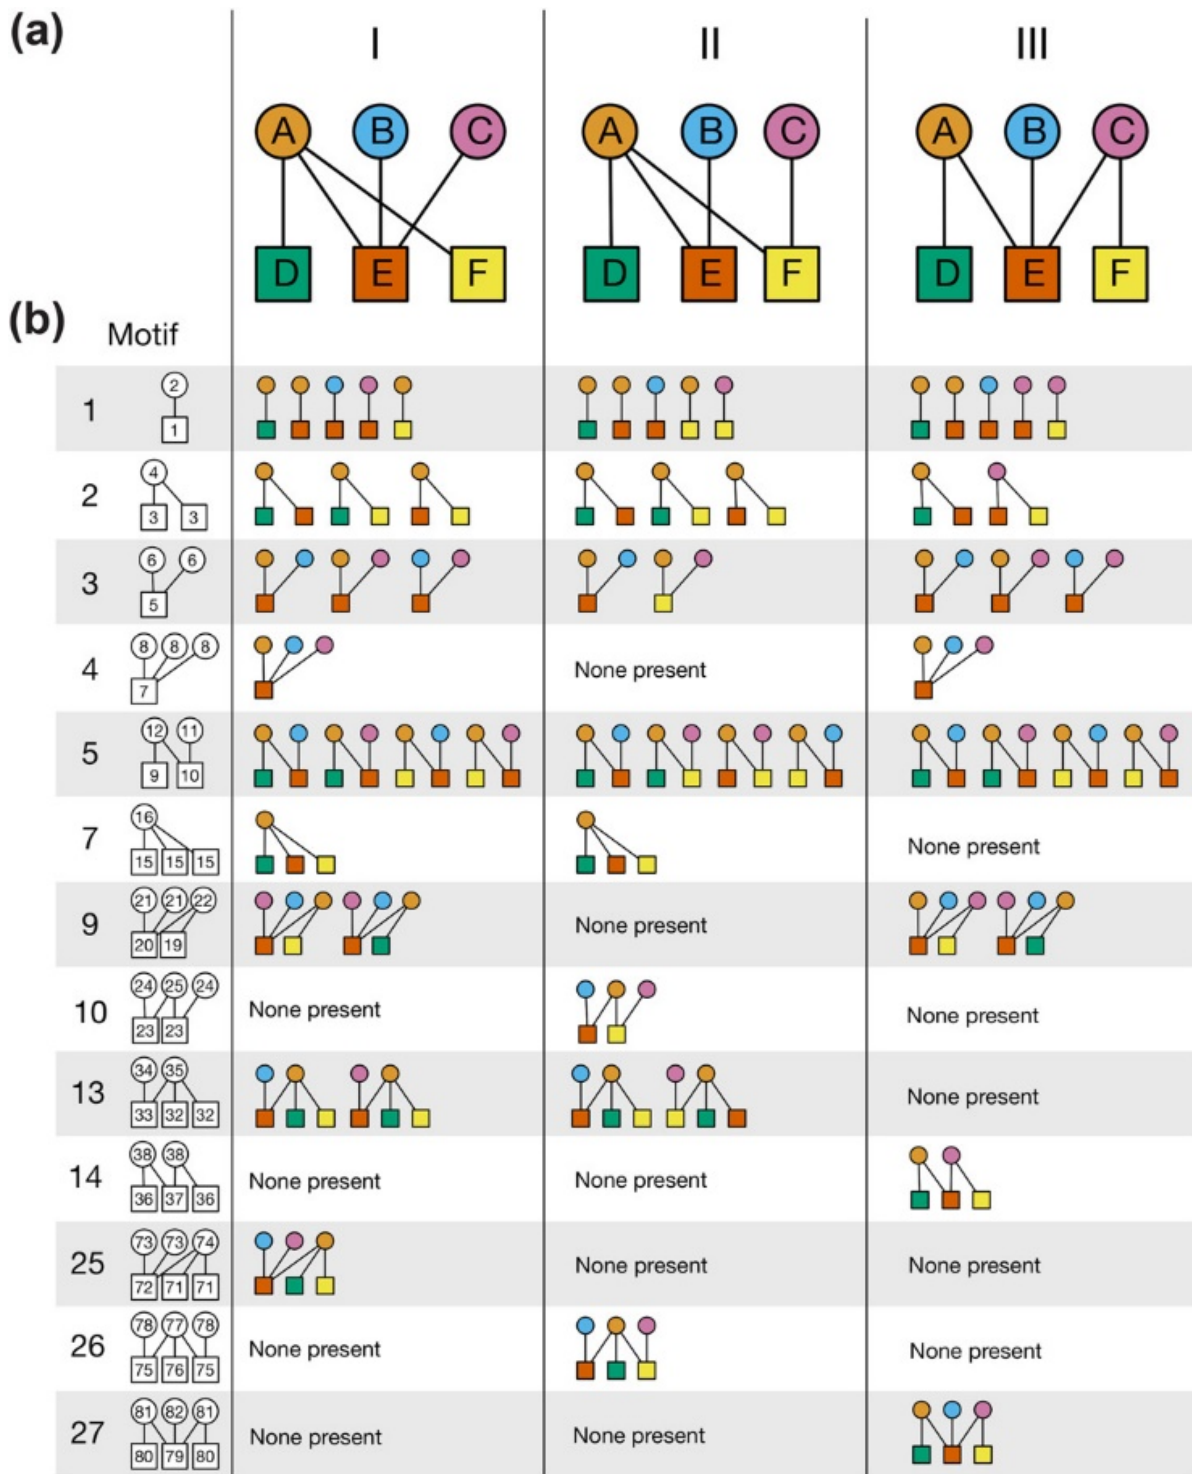 (a)
I II III
A B C A B C A B C
D E F D E F D E F
(b)
Motif
1 2 1
2 4 3 3
3 6 6 5
4 8 8 8 7 None present
5 12 11 9 10
7 16 15 15 15 None present
9 21 21 22 20 19 None present
10 24 25 24 23 23 None present None present
13 34 35 33 32 32 None present
14 38 38 36 37 36 None present None present
25 73 73 74 72 71 71 None present None present
26 78 77 78 75 76 75 None present None present
27 81 82 81 80 79 80 None present None present